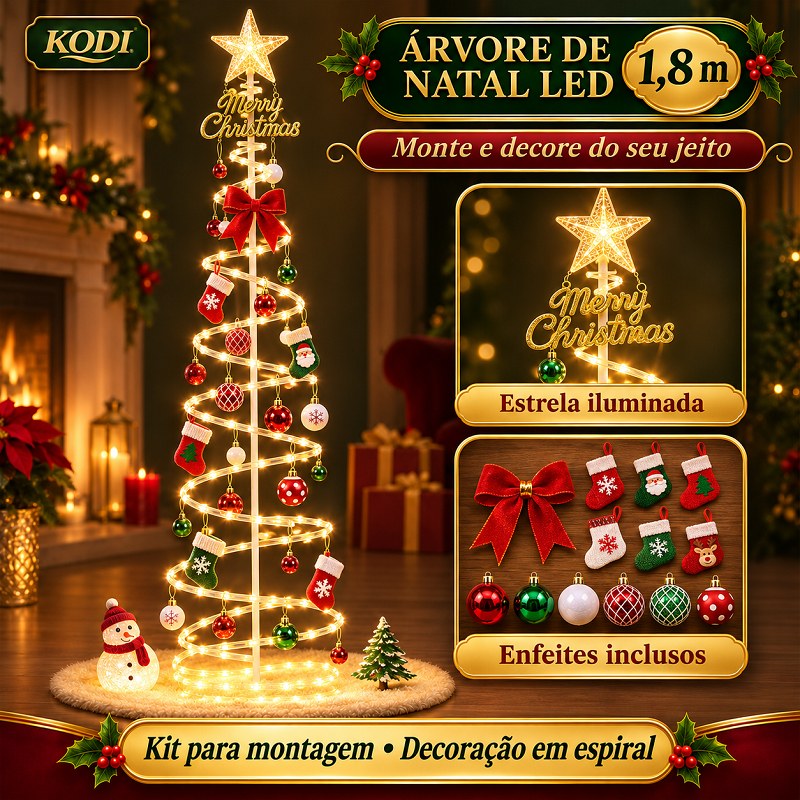 KODI
ÁRVORE DE
NATAL LED
1,8 m
Monte e decore do seu jeito
Merry
Christmas
Merry
Christmas
Estrela iluminada
Enfeites inclusos
Kit para montagem • Decoração em espiral